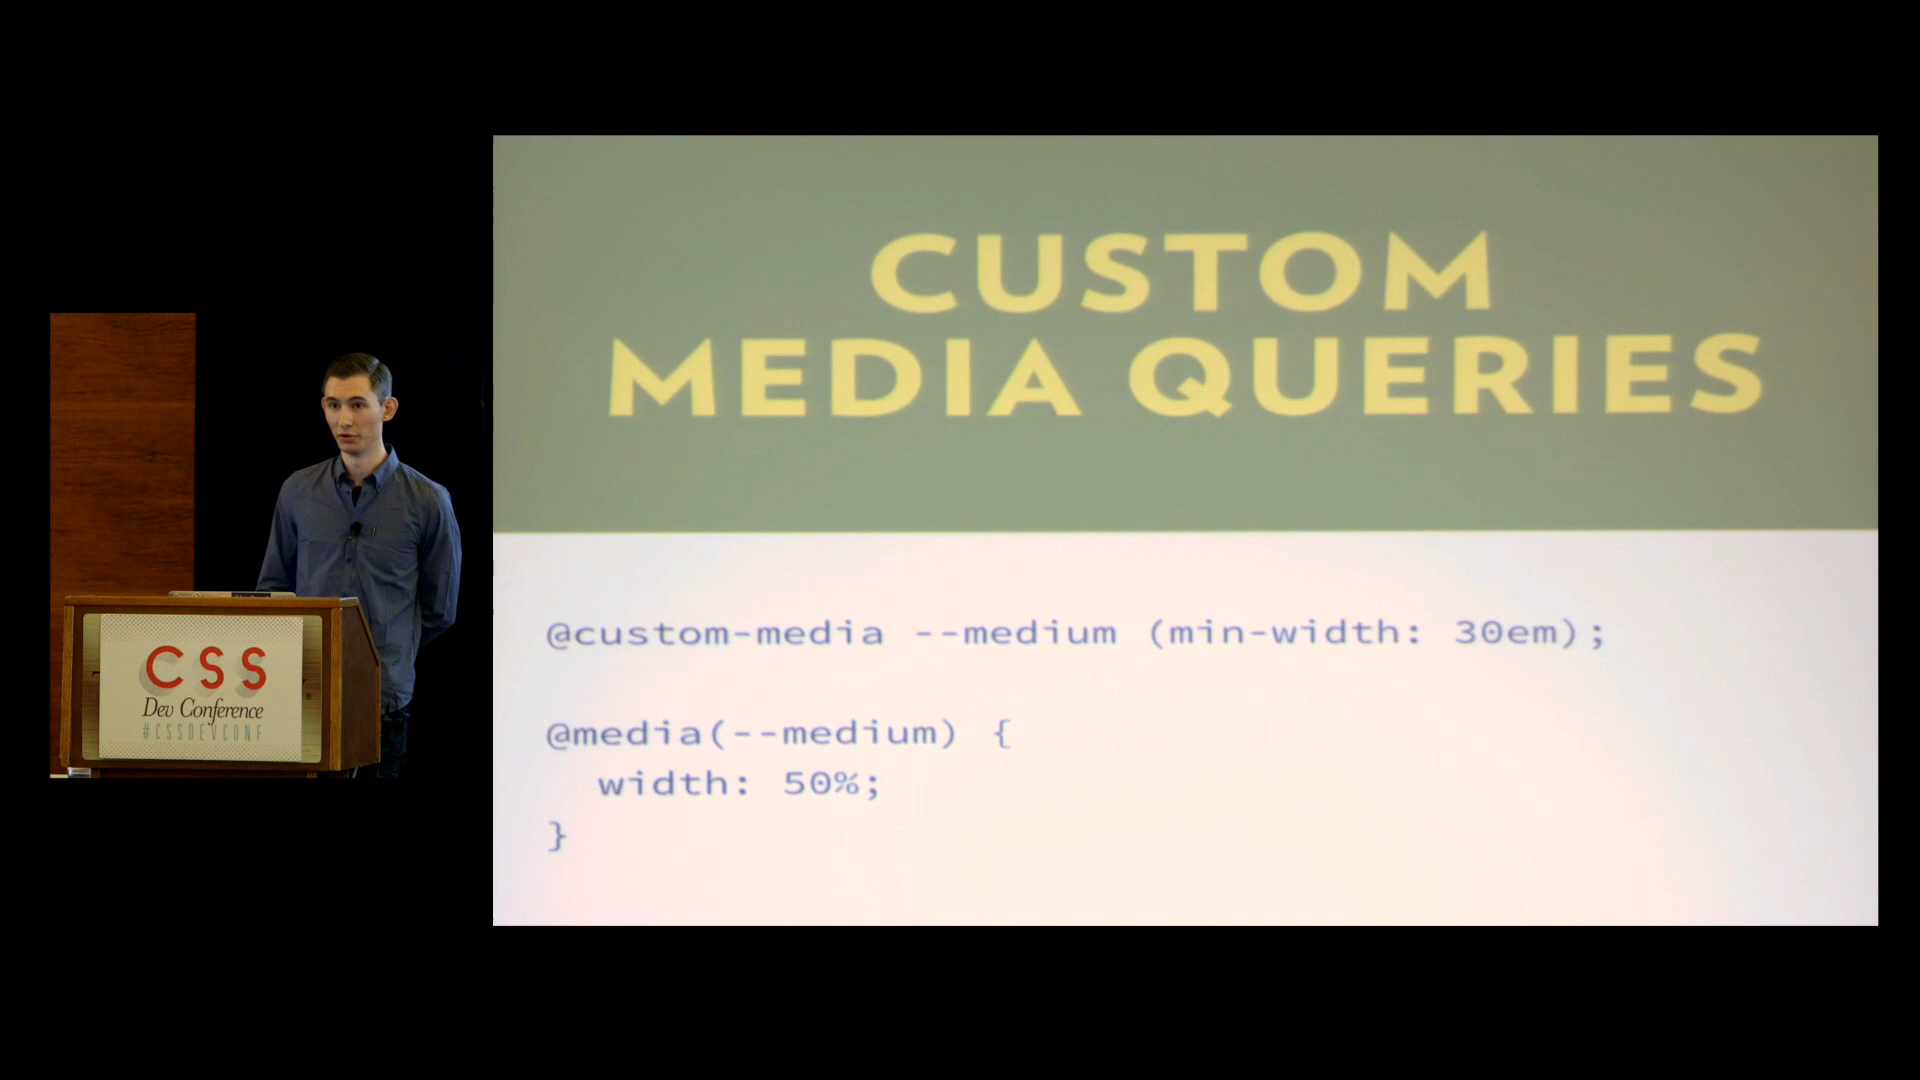 CUSTOM
MEDIA QUERIES
@custom-media --medium (min-width: 30em);
@media(--medium) {
  width: 50%;
}
CSS
Dev Conference
#CSSDEVCONF